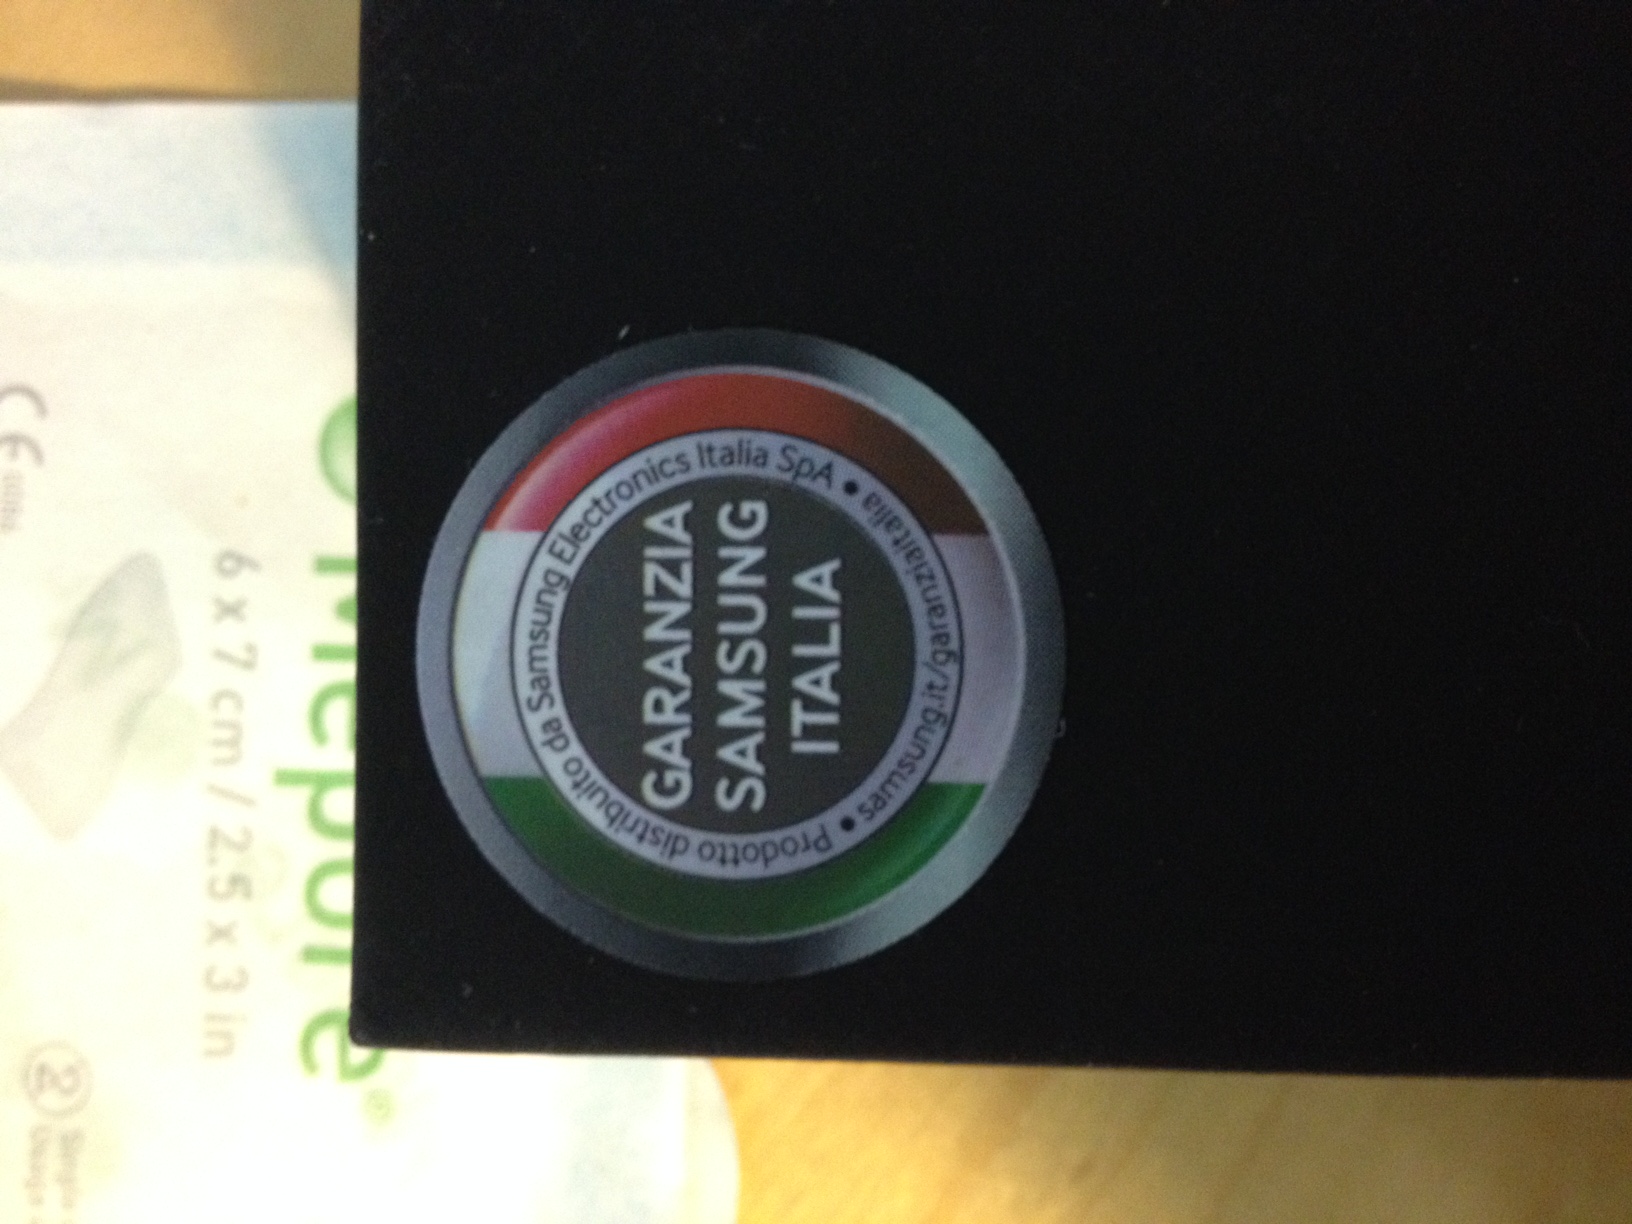 GARANZIA
SAMSUNG
ITALIA
Prodotto distribuito da Samsung Electronics Italia SpA • samsung.it/garanziaitalia •
Mepore®
6 x 7 cm / 2.5 x 3 in
CE
2